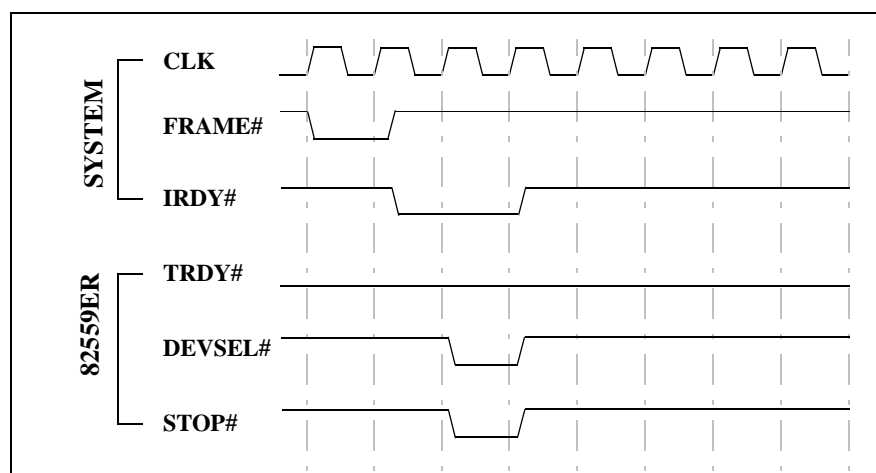 SYSTEM
CLK
FRAME#
IRDY#
82559ER
TRDY#
DEVSEL#
STOP#